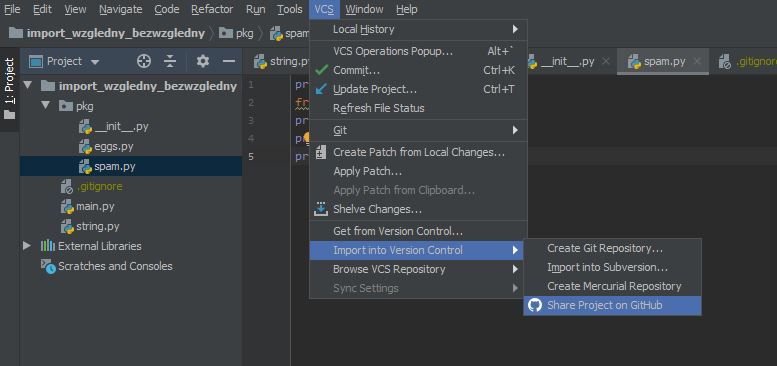 File Edit View Navigate Code Refactor Run Tools VCS Window Help
import_wzgledny_bezwzgledny pkg
string.py __init__.py spam.py .gitignore
1: Project
Project
import_wzgledny_bezwzgledny
pkg
__init__.py
eggs.py
spam.py
.gitignore
main.py
string.py
External Libraries
Scratches and Consoles
1 pr
2
3 pr
4
5 pr
Local History
VCS Operations Popup... Alt+`
Commit... Ctrl+K
Update Project... Ctrl+T
Refresh File Status
Git
Create Patch from Local Changes...
Apply Patch...
Apply Patch from Clipboard...
Shelve Changes...
Get from Version Control...
Import into Version Control
Browse VCS Repository
Sync Settings
Create Git Repository...
Import into Subversion...
Create Mercurial Repository
Share Project on GitHub